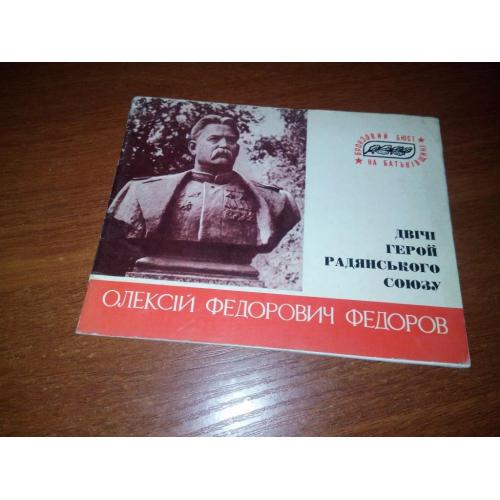 БРОНЗОВИЙ БЮСТ
НА БАТЬКІВЩИНІ
ДВІЧІ
ГЕРОЙ
РАДЯНСЬКОГО
СОЮЗУ
ОЛЕКСІЙ ФЕДОРОВИЧ ФЕДОРОВ